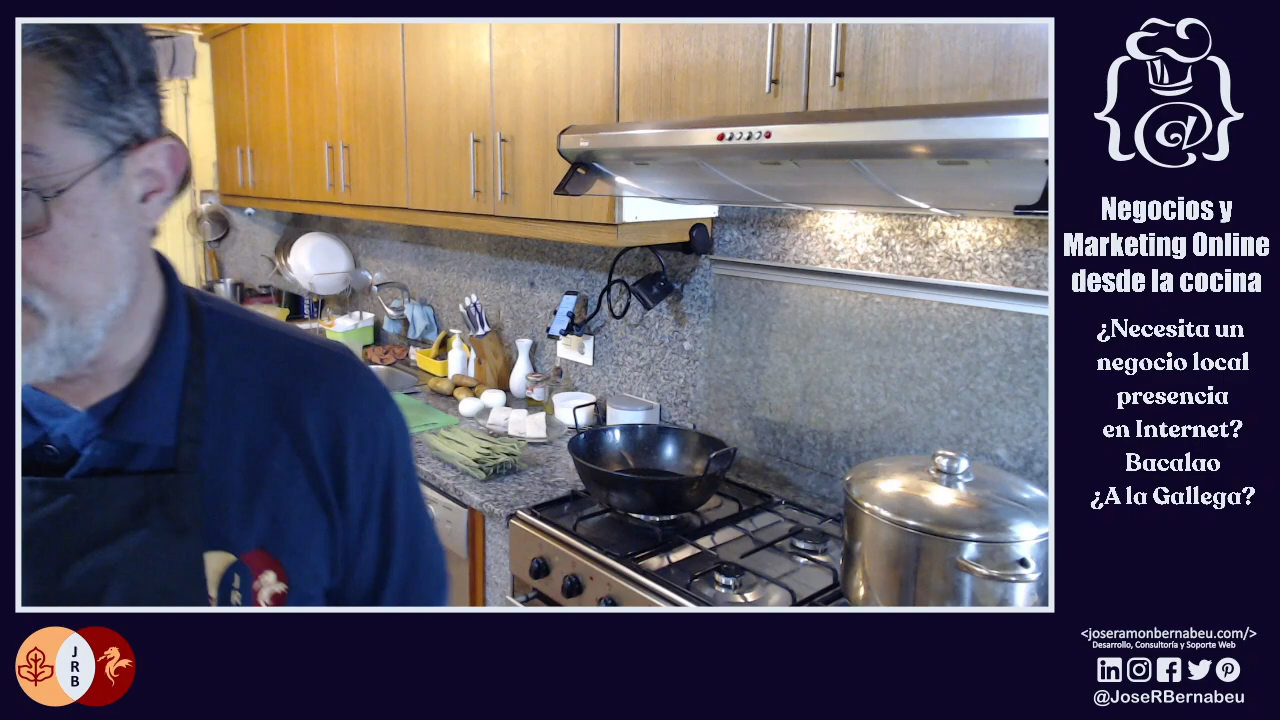 @
Negocios y
Marketing Online
desde la cocina
¿Necesita un
negocio local
presencia
en Internet?
Bacalao
¿A la Gallega?
<joseramonbernabeu.com/>
Desarrollo, Consultoría y Soporte Web
in
@JoseRBernabeu
J
R
B